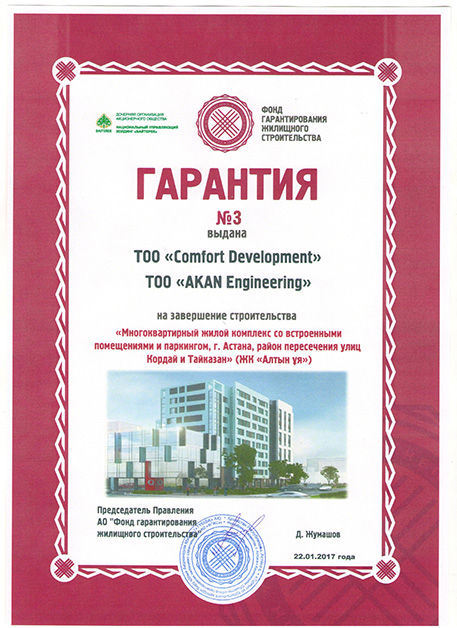 ДОЧЕРНЯЯ ОРГАНИЗАЦИЯ
АКЦИОНЕРНОГО ОБЩЕСТВА
БАЙТЕРЕК
НАЦИОНАЛЬНЫЙ УПРАВЛЯЮЩИЙ
ХОЛДИНГ «БАЙТЕРЕК»
ФОНД
ГАРАНТИРОВАНИЯ
ЖИЛИЩНОГО
СТРОИТЕЛЬСТВА
ГАРАНТИЯ
№3
выдана
ТОО «Comfort Development»
ТОО «AKAN Engineering»
на завершение строительства
«Многоквартирный жилой комплекс со встроенными
помещениями и паркингом, г. Астана, район пересечения улиц
Кордай и Тайказан» (ЖК «Алтын ұя»)
Председатель Правления
АО "Фонд гарантирования
жилищного строительства"
Д. Жумашов
22.01.2017 года